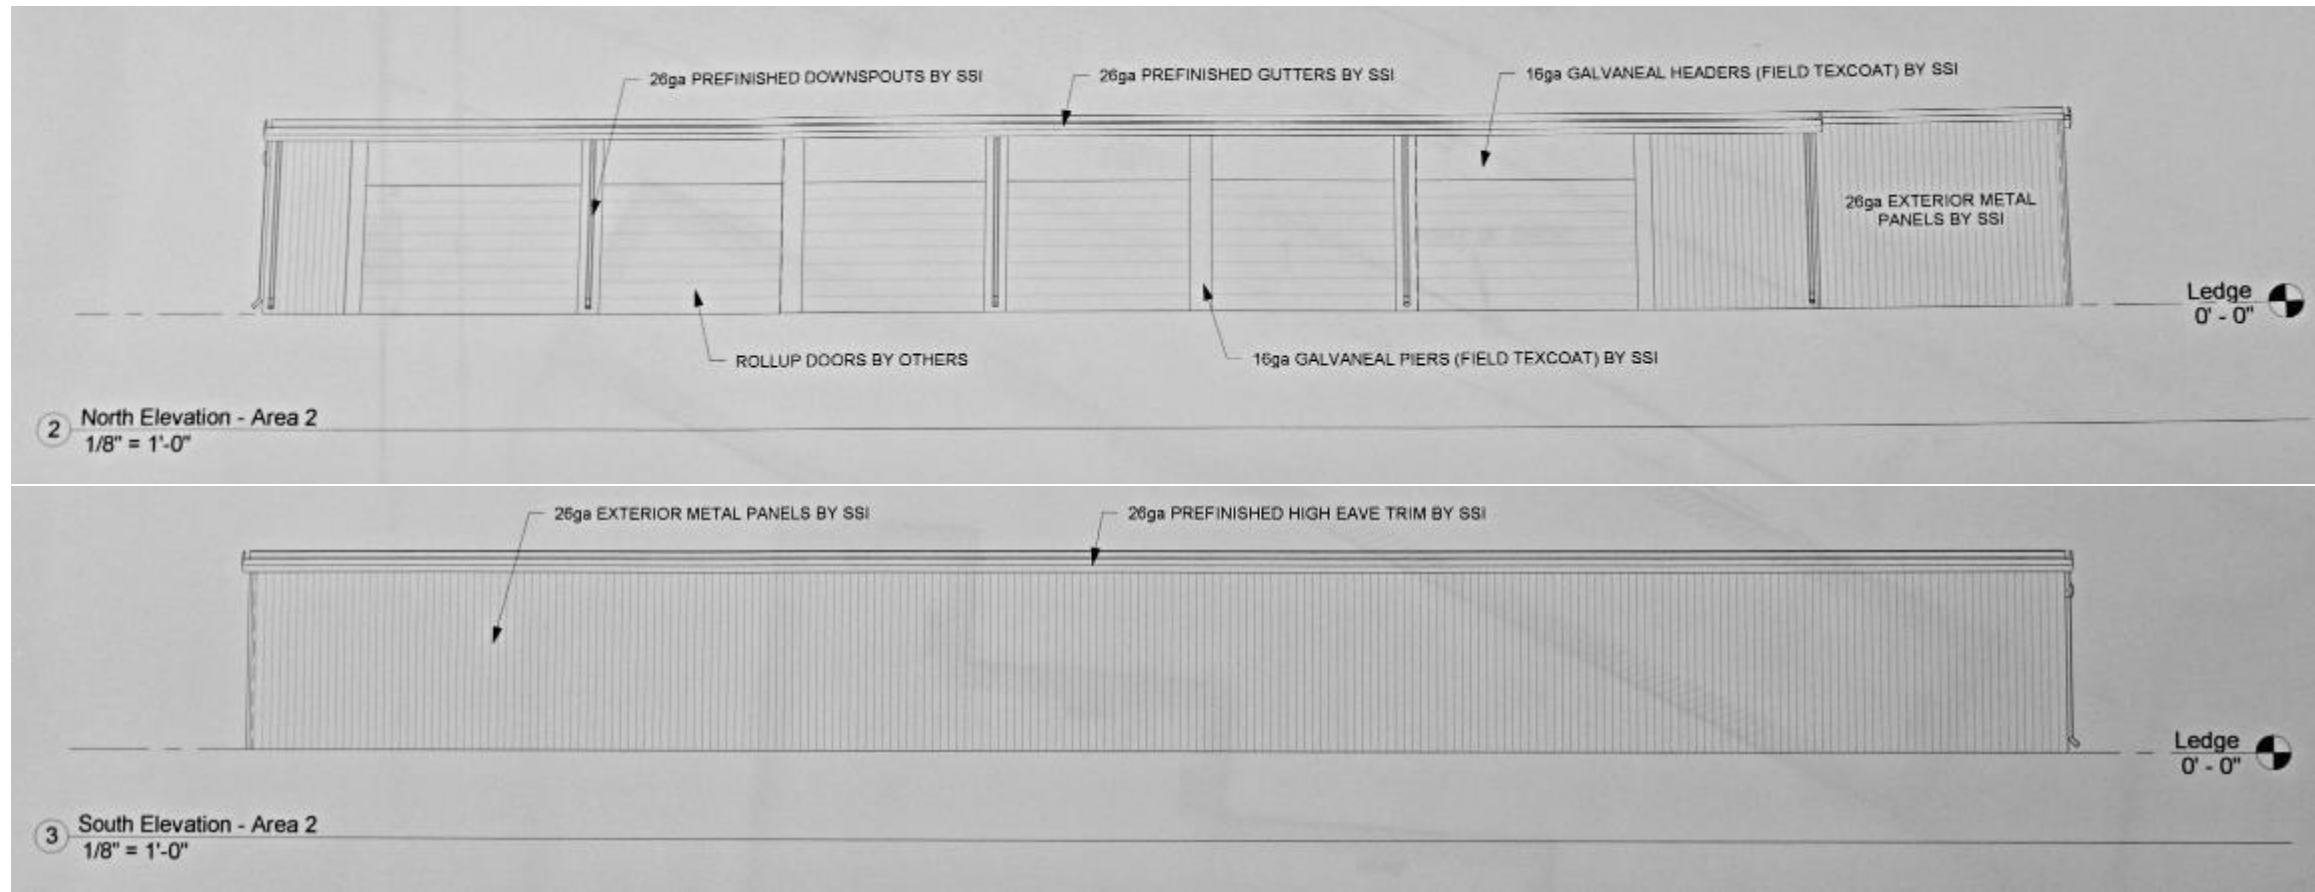 26ga PREFINISHED DOWNSPOUTS BY SSI
26ga PREFINISHED GUTTERS BY SSI
16ga GALVANEAL HEADERS (FIELD TEXCOAT) BY SSI
26ga EXTERIOR METAL
PANELS BY SSI
Ledge
0' - 0"
ROLLUP DOORS BY OTHERS
16ga GALVANEAL PIERS (FIELD TEXCOAT) BY SSI
2
North Elevation - Area 2
1/8" = 1'-0"
26ga EXTERIOR METAL PANELS BY SSI
26ga PREFINISHED HIGH EAVE TRIM BY SSI
Ledge
0' - 0"
3
South Elevation - Area 2
1/8" = 1'-0"